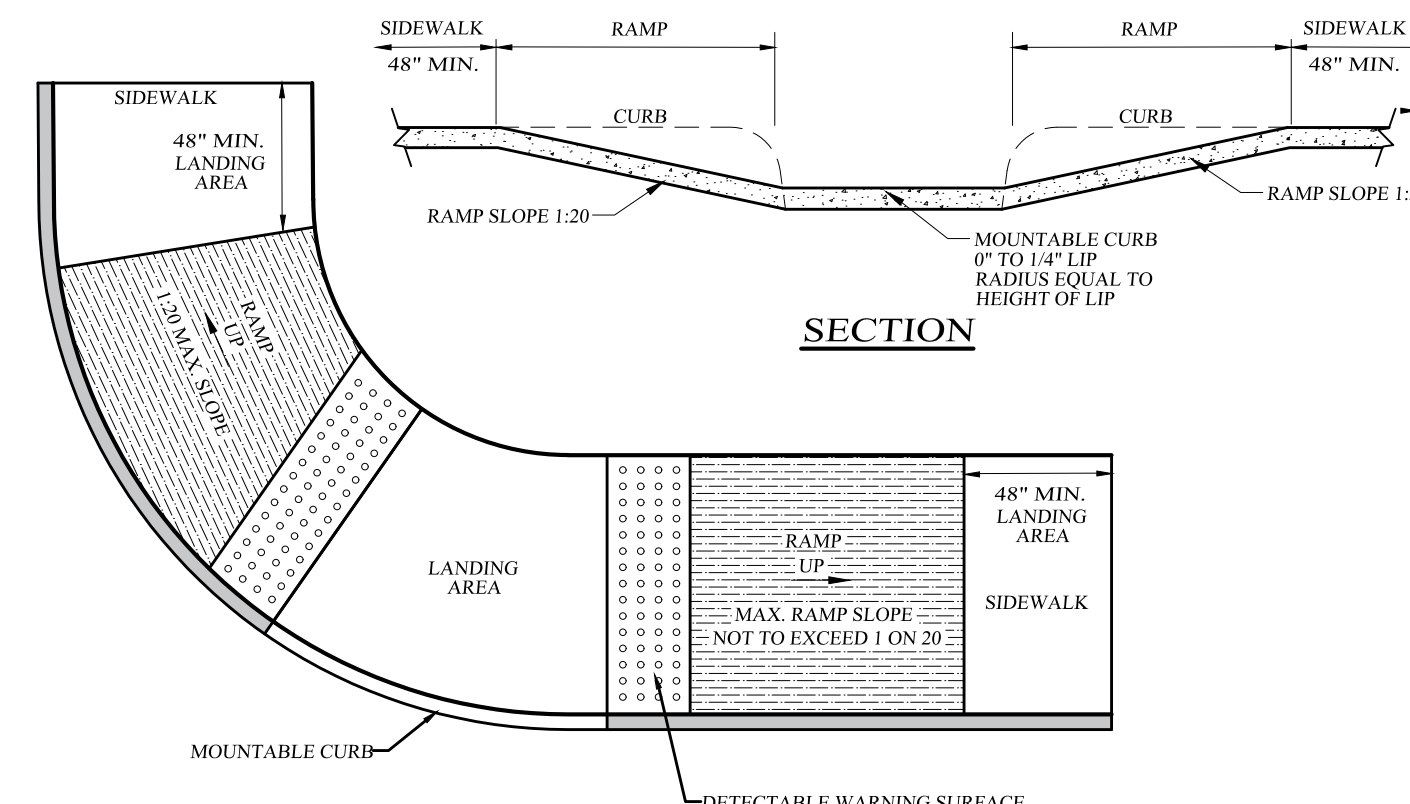 SIDEWALK
48" MIN.
RAMP
RAMP
SIDEWALK
48" MIN.
CURB
CURB
RAMP SLOPE 1:20
RAMP SLOPE 1:
MOUNTABLE CURB
0" TO 1/4" LIP
RADIUS EQUAL TO
HEIGHT OF LIP
SECTION
SIDEWALK
48" MIN.
LANDING
AREA
RAMP
UP
1:20 MAX. SLOPE
LANDING
AREA
RAMP
UP
MAX. RAMP SLOPE
NOT TO EXCEED 1 ON 20
48" MIN.
LANDING
AREA
SIDEWALK
MOUNTABLE CURB
DETECTABLE WARNING SURFACE